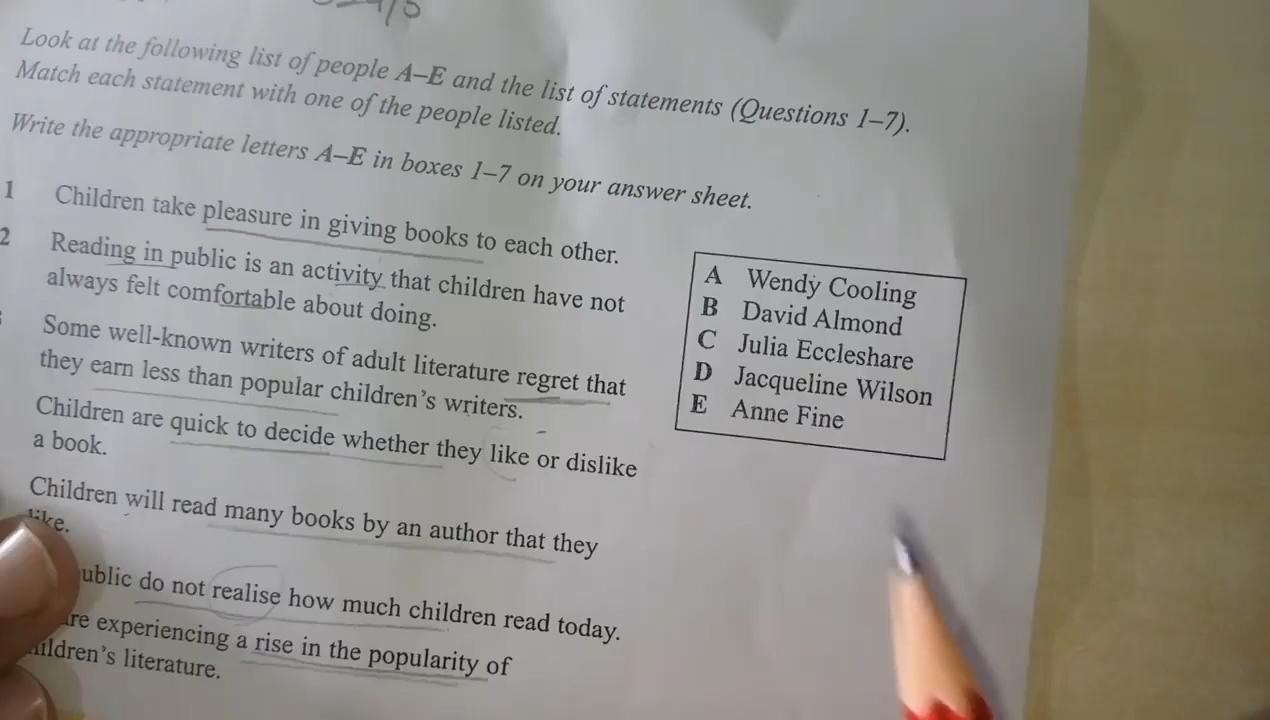 Look at the following list of people A–E and the list of statements (Questions 1–7).
Match each statement with one of the people listed.
Write the appropriate letters A–E in boxes 1–7 on your answer sheet.
1 Children take pleasure in giving books to each other.
2 Reading in public is an activity that children have not
always felt comfortable about doing.
Some well-known writers of adult literature regret that
they earn less than popular children's writers.
Children are quick to decide whether they like or dislike
a book.
Children will read many books by an author that they
like.
do not realise how much children read today.
experiencing a rise in the popularity of
literature.
A Wendy Cooling
B David Almond
C Julia Eccleshare
D Jacqueline Wilson
E Anne Fine